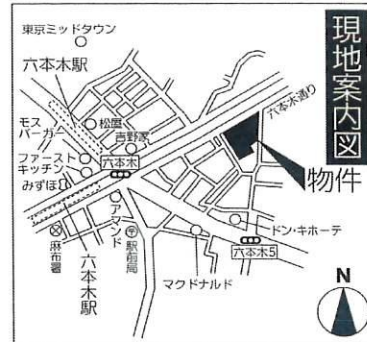 現地案内図
東京ミッドタウン
六本木駅
六本木通り
モス
バーガー
松屋
吉野家
六本木
ファースト
キッチン
みずほ
物件
アマンド
ドン・キホーテ
六本木5
麻布署
六本木駅
〒
駅前局
マクドナルド
N